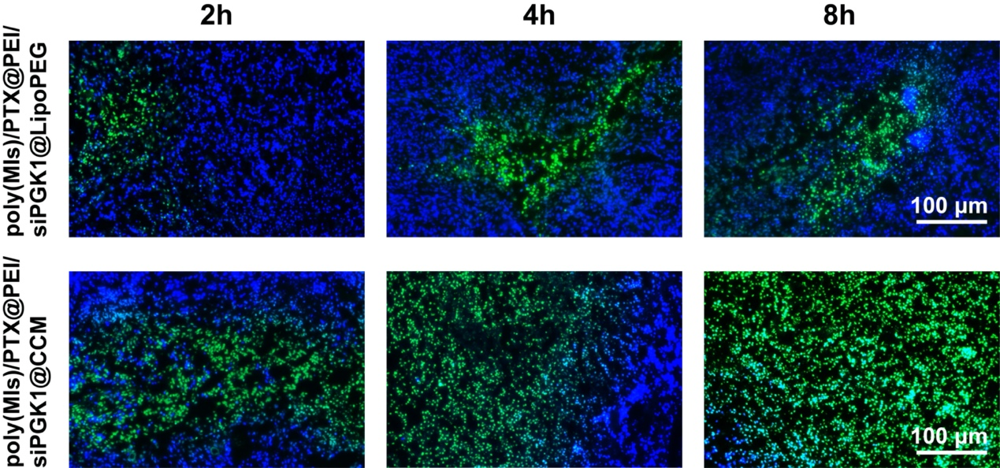 2h
4h
8h
poly(MIs)/PTX@PEI/
siPGK1@LipoPEG
100 µm
poly(MIs)/PTX@PEI/
siPGK1@CCM
100 µm